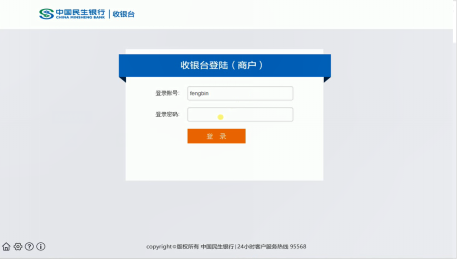 中国民生银行 | 收银台
CHINA MINSHENG BANK
收银台登陆（商户）
登录账号: fengbin
登录密码:
登 录
copyright©版权所有 中国民生银行 | 24小时客户服务热线 95568